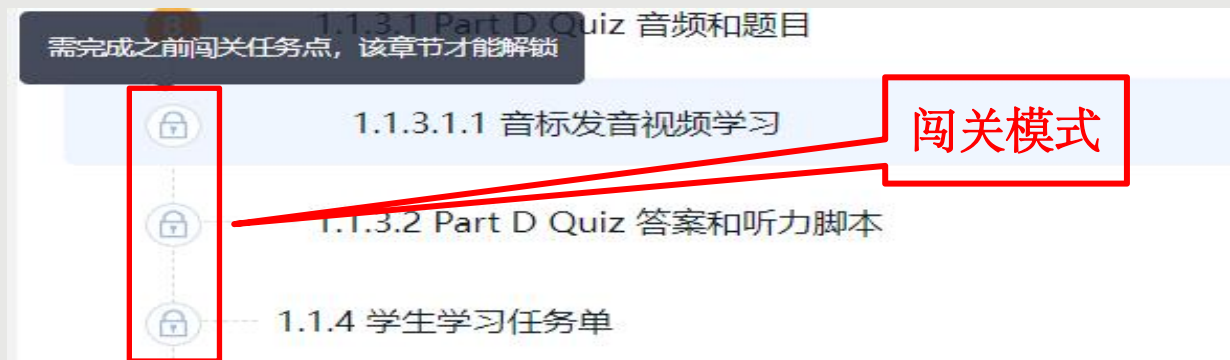 1.1.3.1 Part D Quiz 音频和题目
需完成之前闯关任务点，该章节才能解锁
1.1.3.1.1 音标发音视频学习
闯关模式
1.1.3.2 Part D Quiz 答案和听力脚本
1.1.4 学生学习任务单